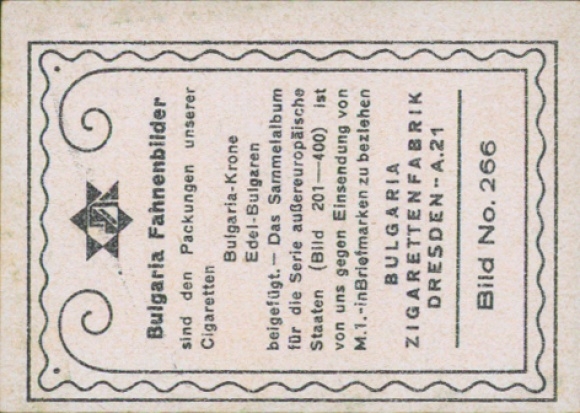 Bulgaria Fahnenbilder
sind den Packungen unserer
Cigaretten
Bulgaria-Krone
Edel-Bulgaren
beigefügt.— Das Sammelalbum
für die Serie außereuropäische
Staaten (Bild 201—400) ist
von uns gegen Einsendung von
M.1.-inBriefmarken zu beziehen
BULGARIA
ZIGARETTENFABRIK
DRESDEN--A.21
Bild No. 266